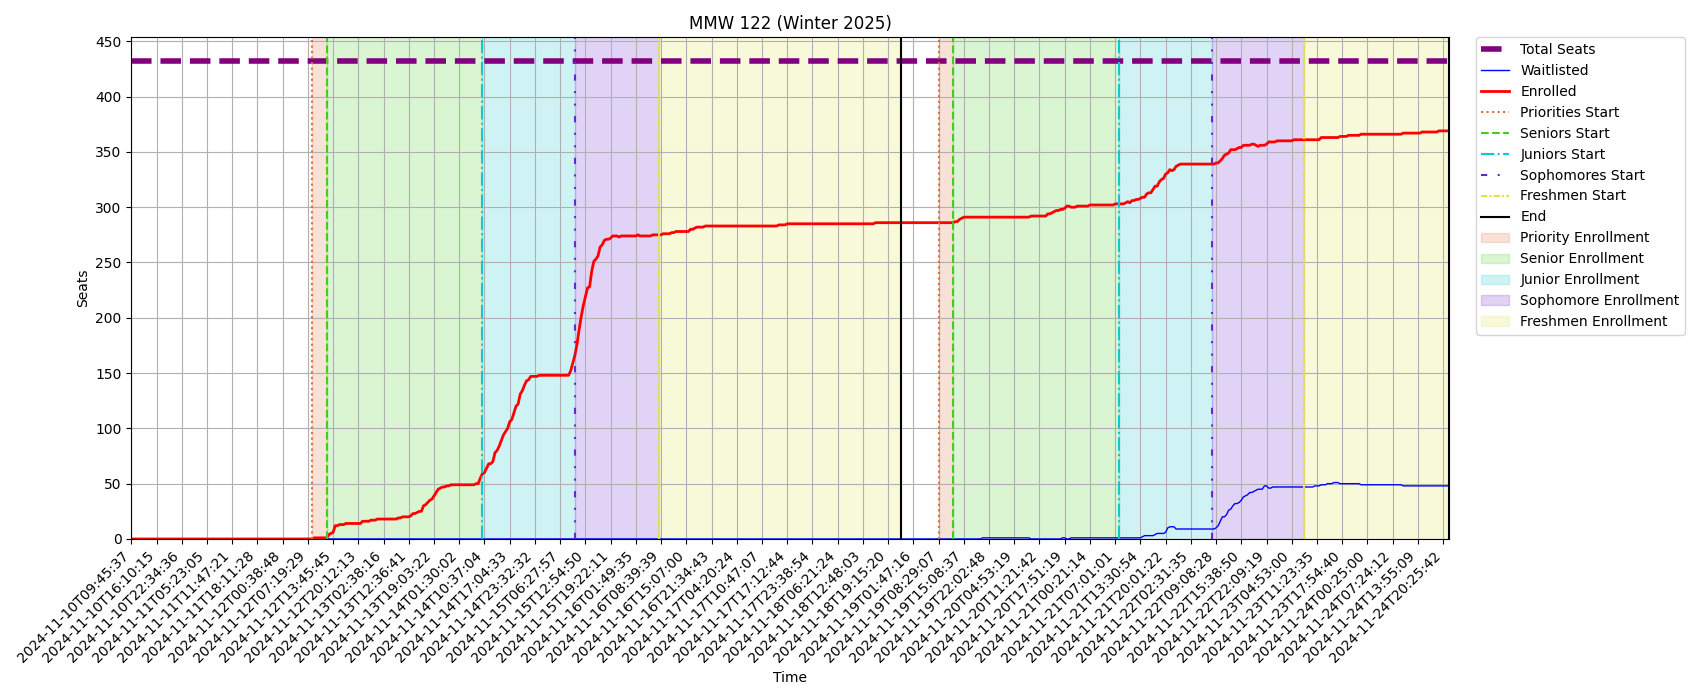 MMW 122 (Winter 2025)
450
400
350
300
250
200
150
100
50
0
Seats
2024-11-10T09:45:37
2024-11-10T16:10:15
2024-11-10T22:34:36
2024-11-11T05:23:05
2024-11-11T11:47:21
2024-11-11T18:11:28
2024-11-12T00:38:48
2024-11-12T07:19:29
2024-11-12T13:45:45
2024-11-12T20:12:13
2024-11-13T02:38:16
2024-11-13T12:36:41
2024-11-13T19:03:22
2024-11-14T01:30:02
2024-11-14T10:37:04
2024-11-14T17:04:33
2024-11-14T23:32:32
2024-11-15T06:27:57
2024-11-15T12:54:50
2024-11-15T19:22:11
2024-11-16T01:49:35
2024-11-16T08:39:39
2024-11-16T15:07:00
2024-11-16T21:34:43
2024-11-17T04:20:24
2024-11-17T10:47:07
2024-11-17T17:12:44
2024-11-17T23:38:54
2024-11-18T06:21:24
2024-11-18T12:48:03
2024-11-18T19:15:20
2024-11-19T01:47:16
2024-11-19T08:29:07
2024-11-19T15:08:37
2024-11-19T22:02:48
2024-11-20T04:53:19
2024-11-20T11:21:42
2024-11-20T17:51:19
2024-11-21T00:21:14
2024-11-21T07:01:01
2024-11-21T13:30:54
2024-11-21T20:01:22
2024-11-22T02:31:35
2024-11-22T09:08:28
2024-11-22T15:38:50
2024-11-22T22:09:19
2024-11-23T04:53:00
2024-11-23T11:23:35
2024-11-23T17:54:40
2024-11-24T00:25:00
2024-11-24T07:24:12
2024-11-24T13:55:09
2024-11-24T20:25:42
Time
Total Seats
Waitlisted
Enrolled
Priorities Start
Seniors Start
Juniors Start
Sophomores Start
Freshmen Start
End
Priority Enrollment
Senior Enrollment
Junior Enrollment
Sophomore Enrollment
Freshmen Enrollment